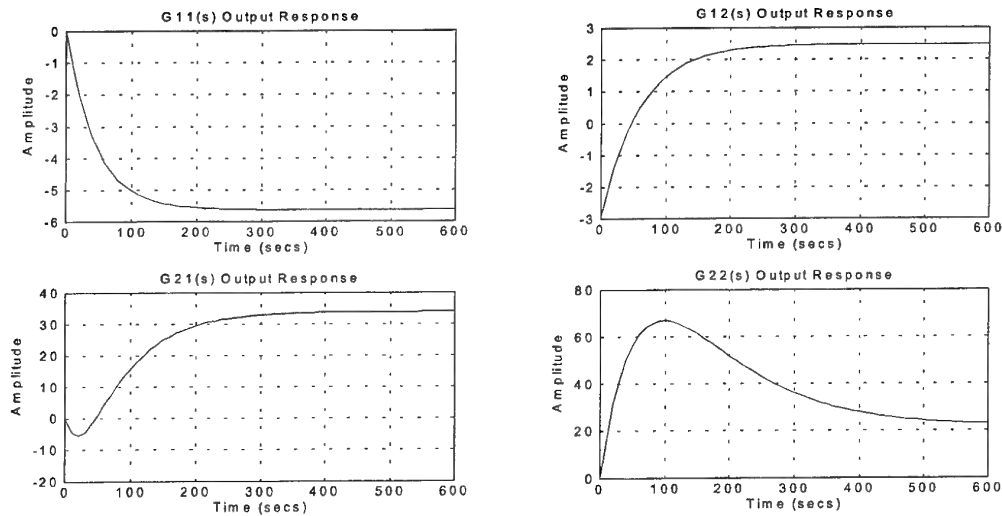 G11(s) Output Response
0
-1
-2
-3
-4
-5
-6
Amplitude
0 100 200 300 400 500 600
Time (secs)
G12(s) Output Response
3
2
1
0
-1
-2
-3
Amplitude
0 100 200 300 400 500 600
Time (secs)
G21(s) Output Response
40
30
20
10
0
-10
-20
Amplitude
0 100 200 300 400 500 600
Time (secs)
G22(s) Output Response
80
60
40
20
0
Amplitude
0 100 200 300 400 500 600
Time (secs)